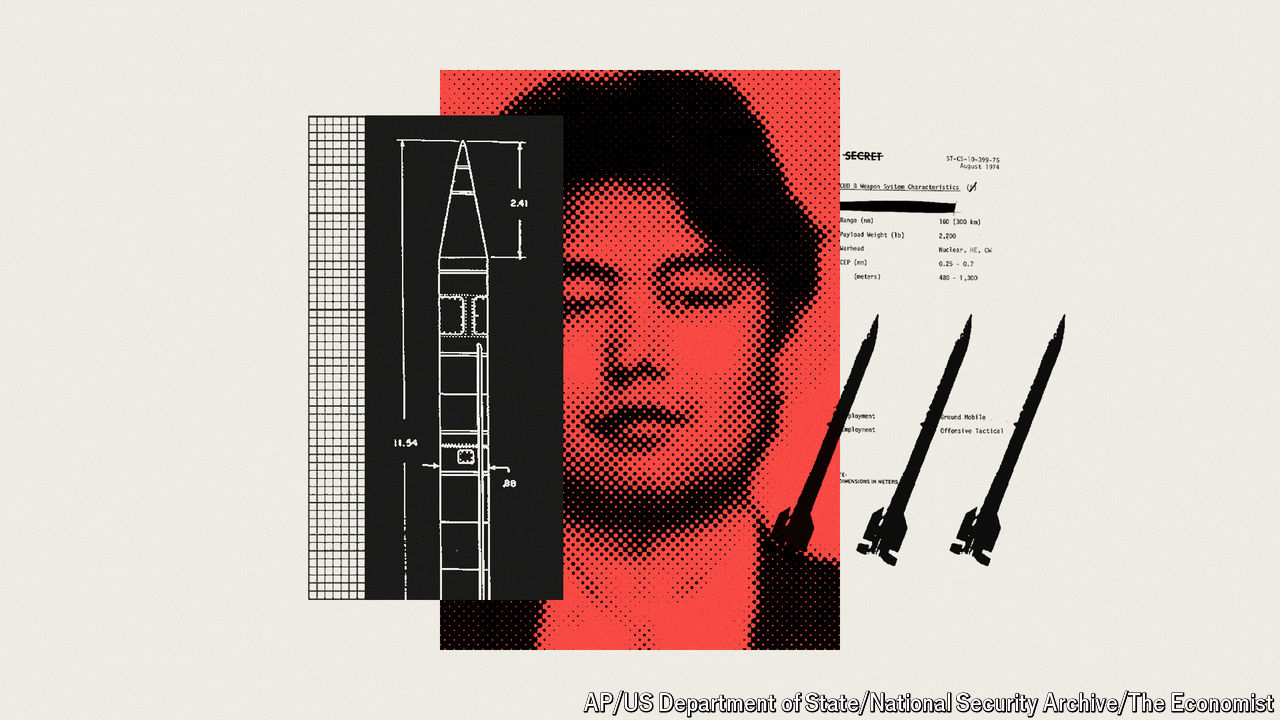 SECRET
ST-CS-10-399-75
August 1974
CUD B Weapon System Characteristics
Range (nm) 160 (300 km)
Payload Weight (lb) 2,200
Warhead Nuclear, HE, CW
CEP (nm) 0.25 - 0.7
(meters) 480 - 1,300
2.41
11.54
.88
ployment Ground Mobile
Employment Offensive Tactical
TE:
DIMENSIONS IN METERS
AP/US Department of State/National Security Archive/The Economist